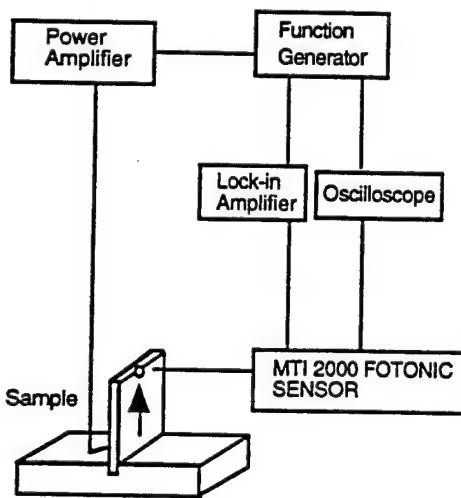 Power
Amplifier
Function
Generator
Lock-in
Amplifier
Oscilloscope
MTI 2000 FOTONIC
SENSOR
Sample